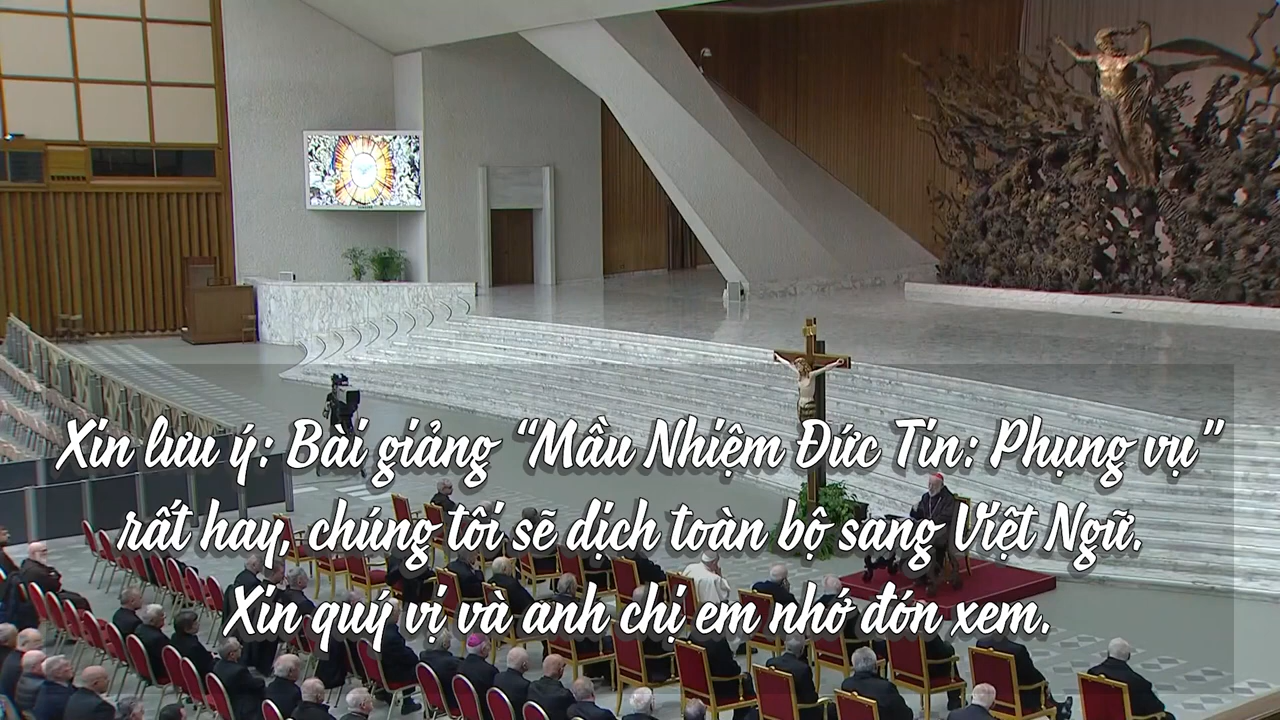 Xin lưu ý: Bài giảng “Mầu Nhiệm Đức Tin: Phụng vụ”
rất hay, chúng tôi sẽ dịch toàn bộ sang Việt Ngữ.
Xin quý vị và anh chị em nhớ đón xem.